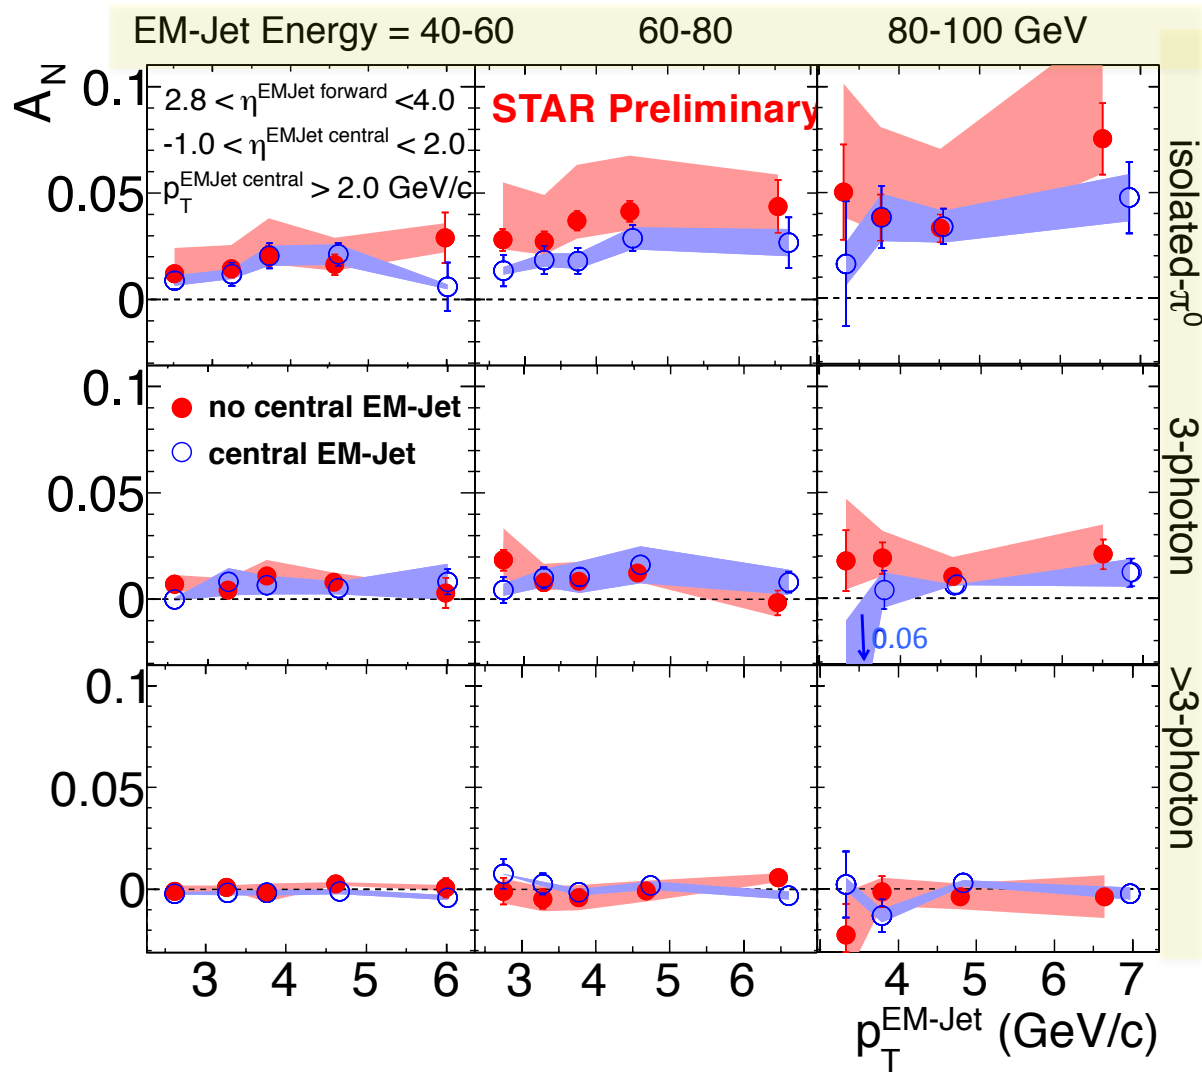 EM-Jet Energy = 40-60 60-80 80-100 GeV
A_N
0.1
0.05
0
2.8 < η^EMJet forward <4.0
-1.0 < η^EMJet central < 2.0
p_T^EMJet central > 2.0 GeV/c
STAR Preliminary
isolated-π^0
0.1
0.05
0
no central EM-Jet
central EM-Jet
0.06
3-photon
0.1
0.05
0
>3-photon
3 4 5 6 3 4 5 6 4 5 6 7
p_T^EM-Jet (GeV/c)